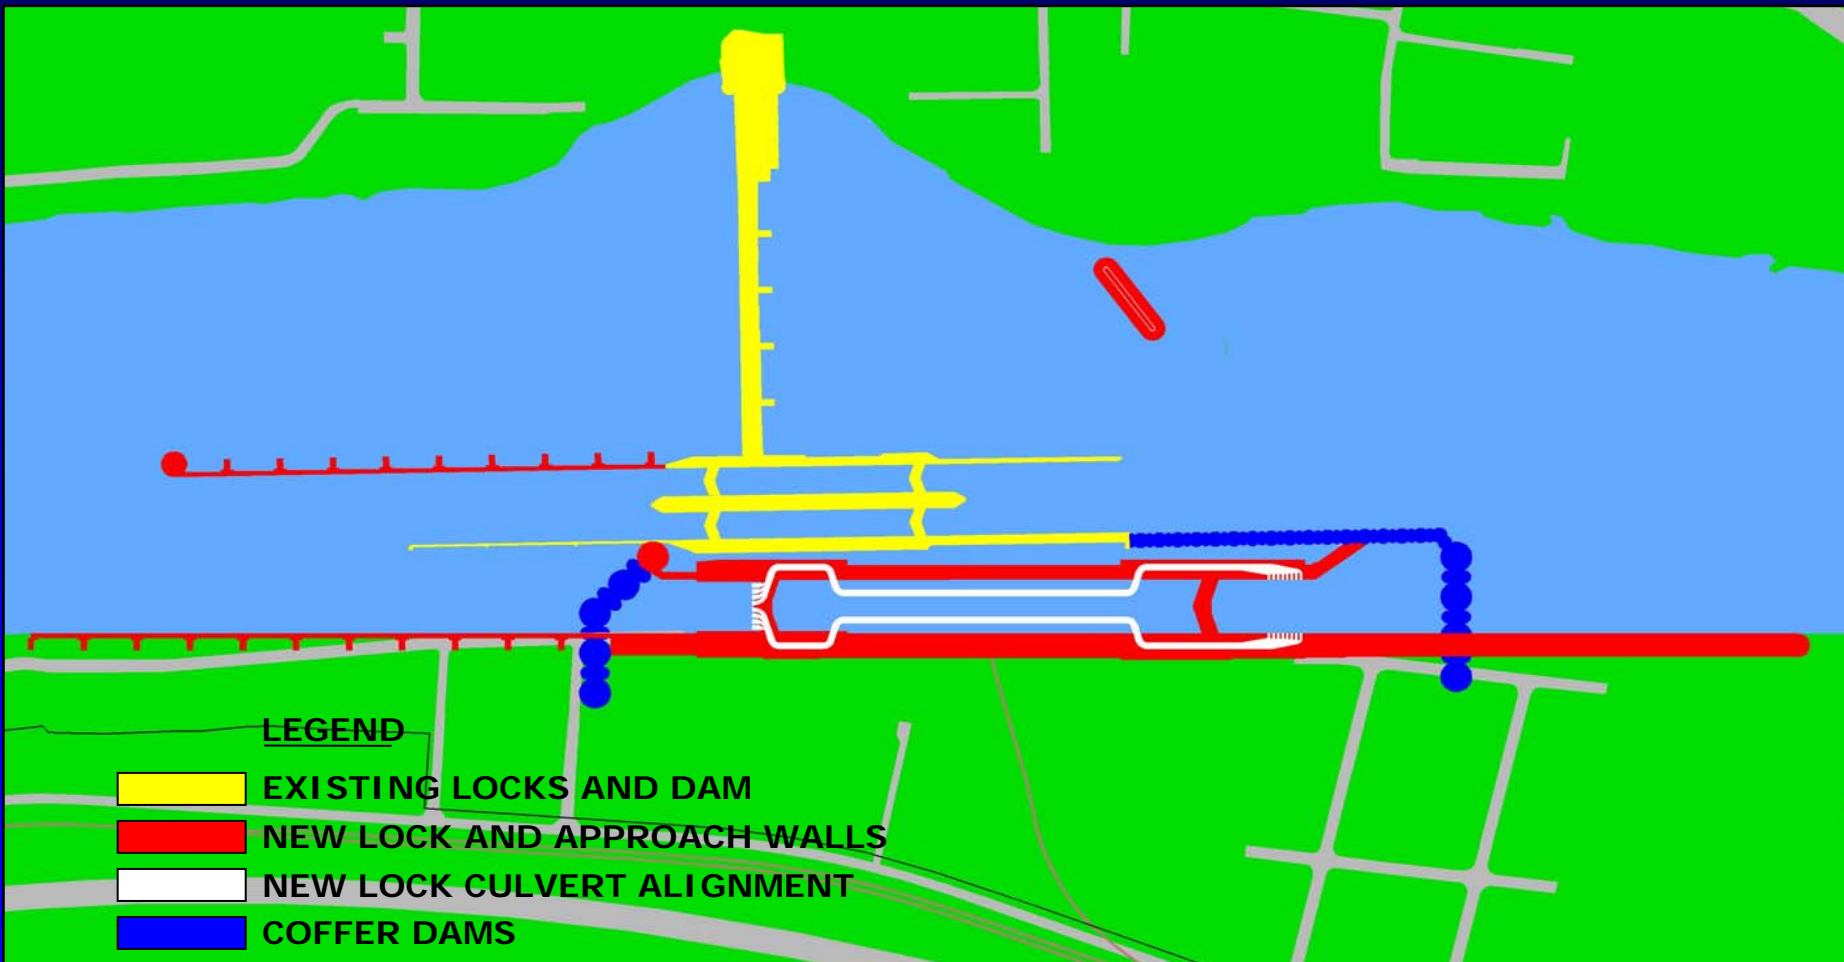 LEGEND
EXISTING LOCKS AND DAM
NEW LOCK AND APPROACH WALLS
NEW LOCK CULVERT ALIGNMENT
COFFER DAMS